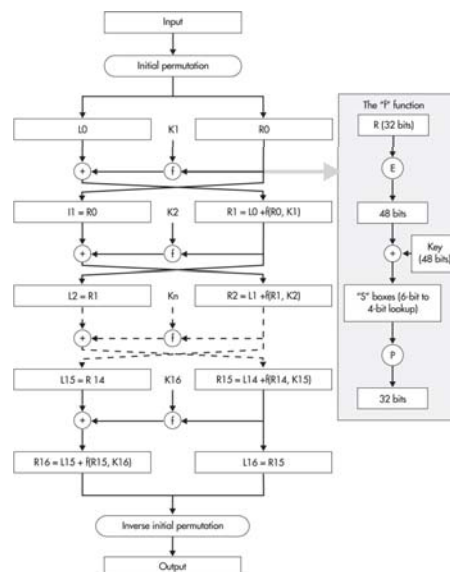 Input
Initial permutation
L0
K1
R0
+
f
I1 = R0
K2
R1 = L0 +f(R0, K1)
+
f
L2 = R1
Kn
R2 = L1 +f(R1, K2)
+
f
L15 = R 14
K16
R15 = L14 +f(R14, K15)
+
f
R16 = L15 + f(R15, K16)
L16 = R15
Inverse initial permutation
Output
The "f" function
R (32 bits)
E
48 bits
+
Key
(48 bits)
"S" boxes (6-bit to
4-bit lookup)
P
32 bits